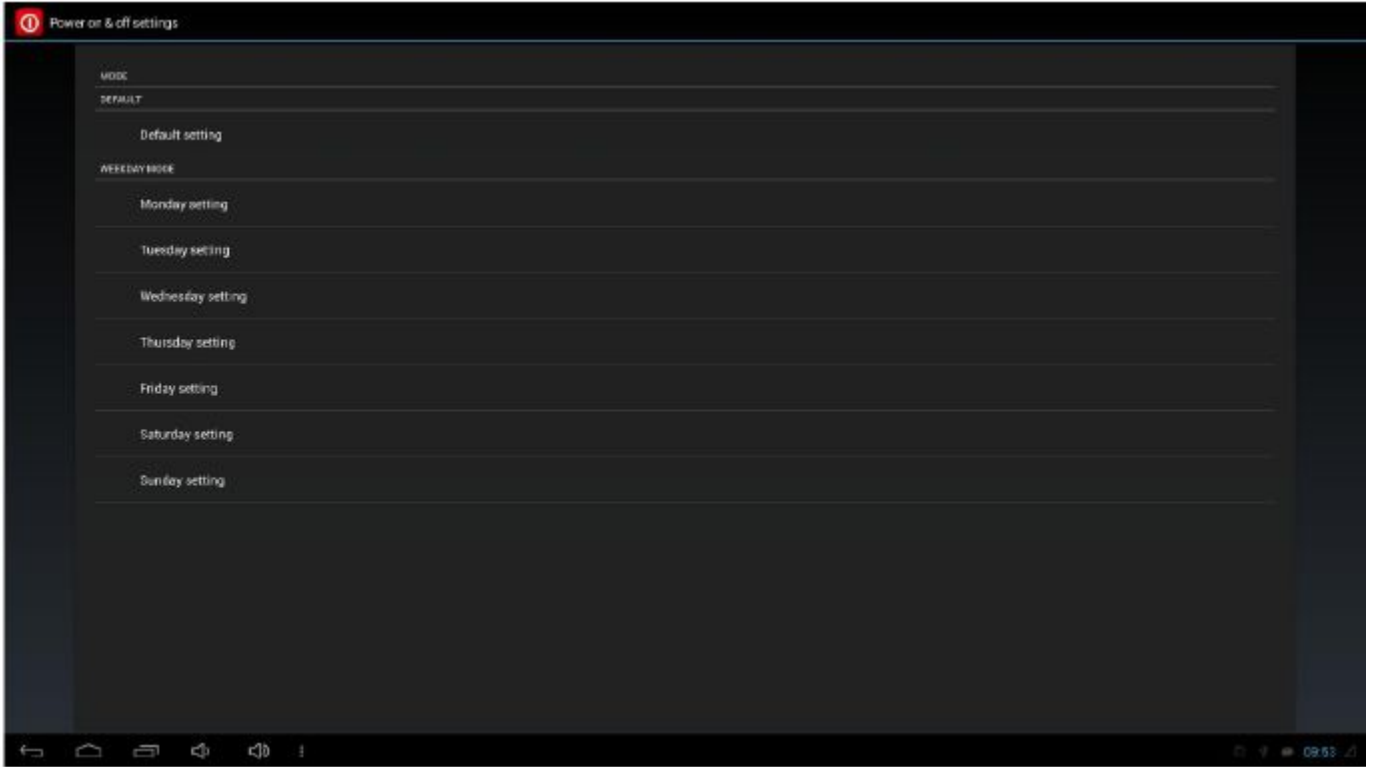 Power on & off settings
MODE
DEFAULT
Default setting
WEEKDAY MODE
Monday setting
Tuesday setting
Wednesday setting
Thursday setting
Friday setting
Saturday setting
Sunday setting
09:53